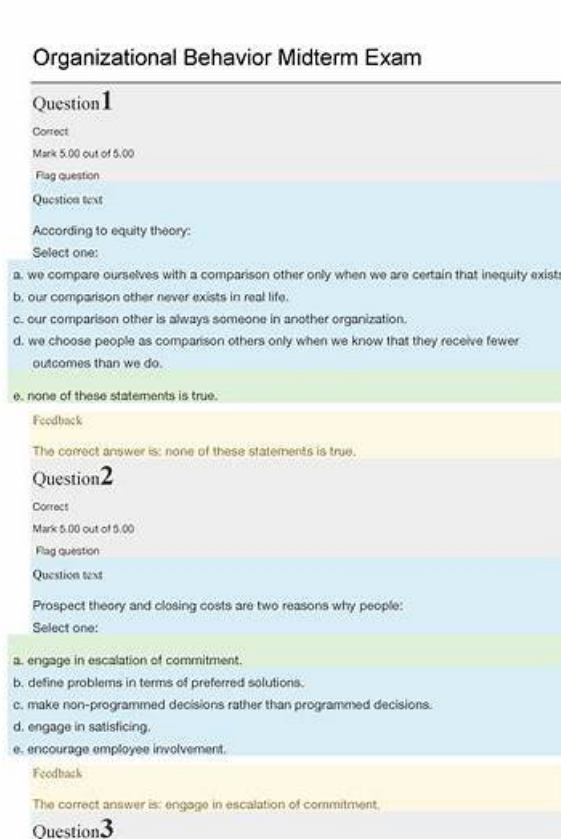 Organizational Behavior Midterm Exam
Question1
Correct
Mark 5.00 out of 5.00
Flag question
Question text
According to equity theory:
Select one:
a. we compare ourselves with a comparison other only when we are certain that inequity exists
b. our comparison other never exists in real life.
c. our comparison other is always someone in another organization.
d. we choose people as comparison others only when we know that they receive fewer
outcomes than we do.
e. none of these statements is true.
Feedback
The correct answer is: none of these statements is true.
Question2
Correct
Mark 5.00 out of 5.00
Flag question
Question text
Prospect theory and closing costs are two reasons why people:
Select one:
a. engage in escalation of commitment.
b. define problems in terms of preferred solutions.
c. make non-programmed decisions rather than programmed decisions.
d. engage in satisficing.
e. encourage employee involvement.
Feedback
The correct answer is: engage in escalation of commitment.
Question3